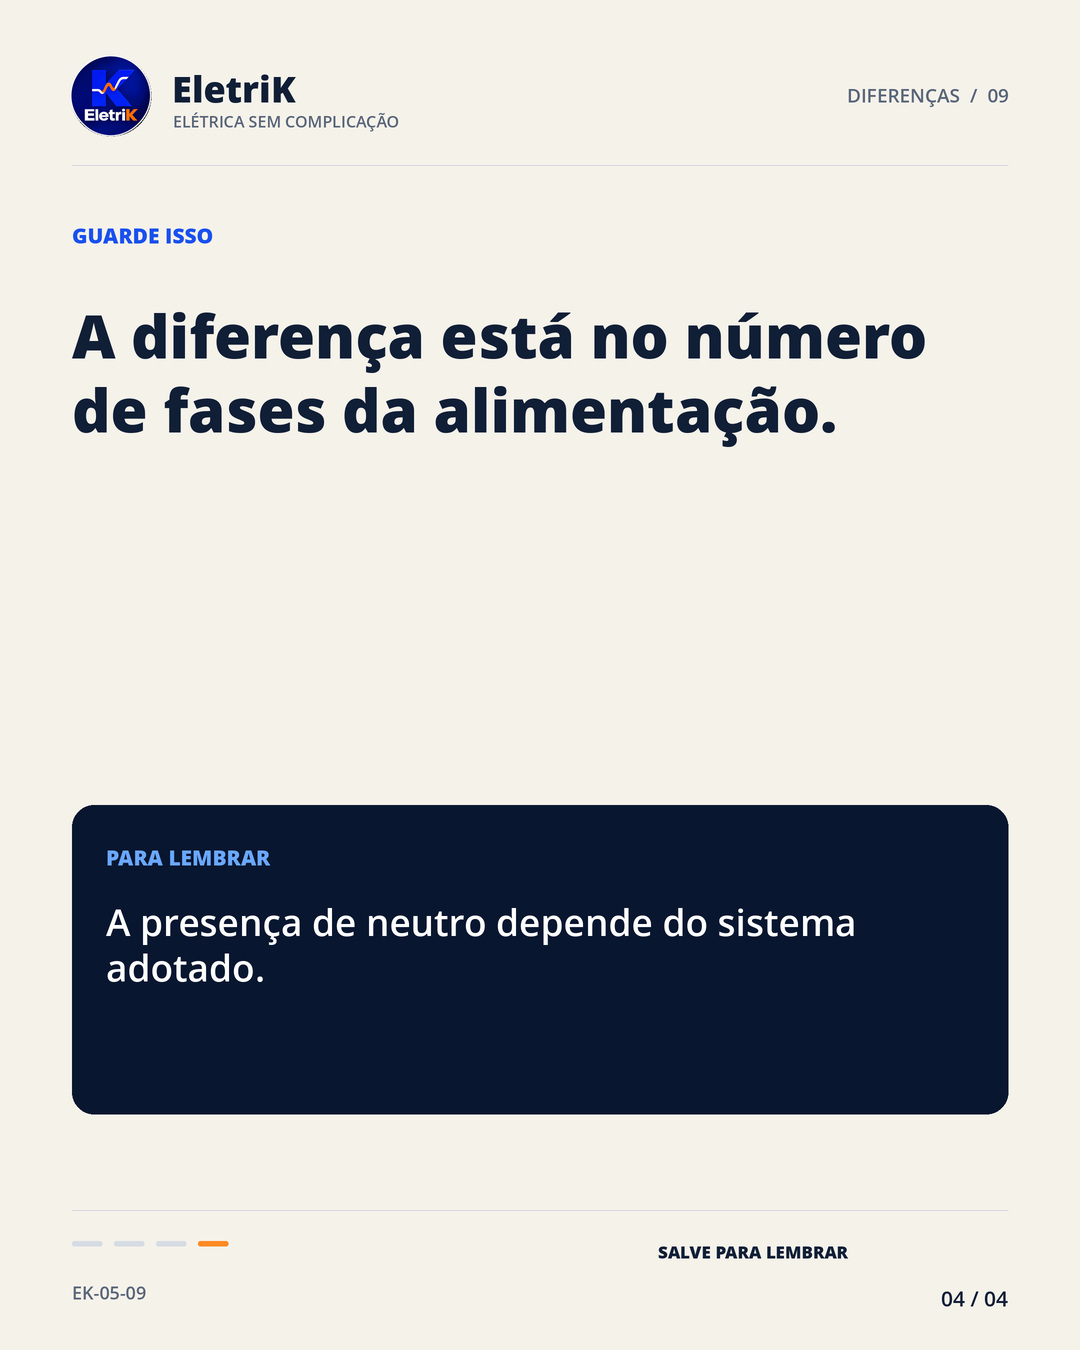 EletriK
EletriK
ELÉTRICA SEM COMPLICAÇÃO
DIFERENÇAS / 09
GUARDE ISSO
A diferença está no número
de fases da alimentação.
PARA LEMBRAR
A presença de neutro depende do sistema
adotado.
SALVE PARA LEMBRAR
EK-05-09
04 / 04